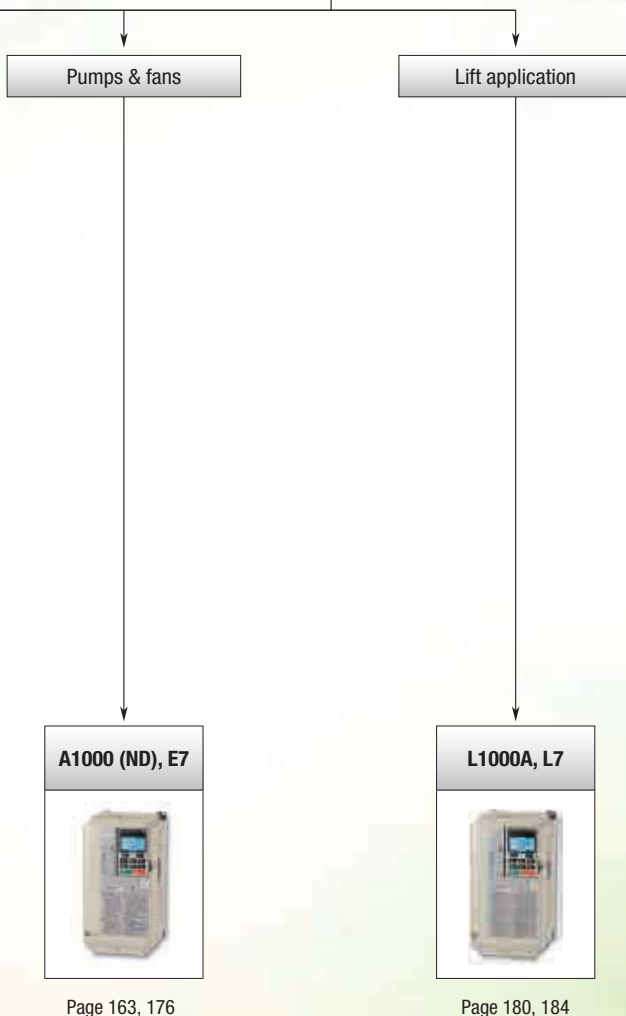 Pumps & fans
Lift application
A1000 (ND), E7
L1000A, L7
Page 163, 176
Page 180, 184